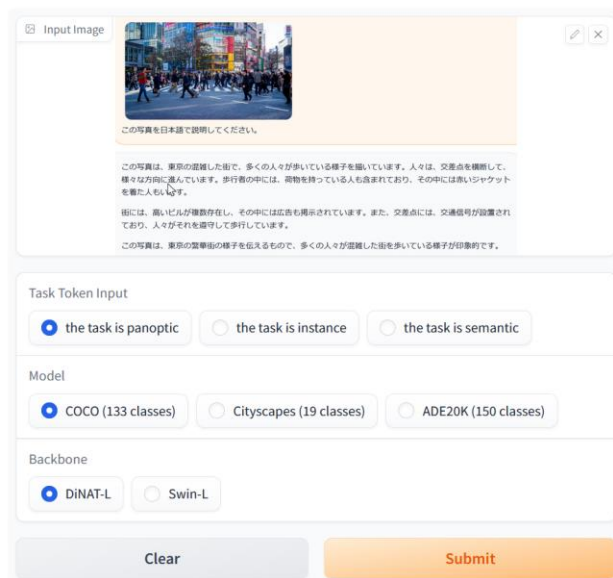 Input Image
この写真を日本語で説明してください。
この写真は、東京の混雑した街で、多くの人々が歩いている様子を描いています。人々は、交差点を横断して、
様々な方向に進んでいます。歩行者の中には、荷物を持っている人も含まれており、その中には赤いジャケット
を着た人もいます。
街には、高いビルが複数存在し、その中には広告も掲示されています。また、交差点には、交通信号が設置され
ており、人々がそれを遵守して歩行しています。
この写真は、東京の繁華街の様子を伝えるもので、多くの人々が混雑した街を歩いている様子が印象的です。
Task Token Input
the task is panoptic the task is instance the task is semantic
Model
COCO (133 classes) Cityscapes (19 classes) ADE20K (150 classes)
Backbone
DiNAT-L Swin-L
Clear Submit